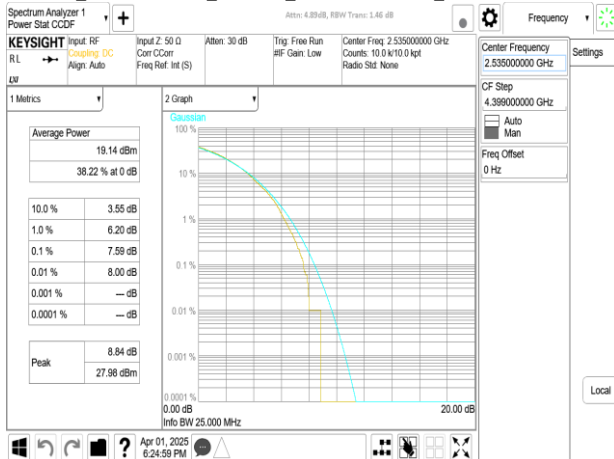 Spectrum Analyzer 1
Power Stat CCDF
Attn: 4.89dB, RBW Trans: 1.46 dB
Frequency
KEYSIGHT
RL
Input: RF
Coupling: DC
Align: Auto
Input Z: 50 Ω
Corr CCorr
Freq Ref: Int (S)
Atten: 30 dB
Trig: Free Run
#IF Gain: Low
Center Freq: 2.535000000 GHz
Counts: 10.0 k/10.0 kpt
Radio Std: None
Center Frequency
2.535000000 GHz
Settings
CF Step
4.399000000 GHz
Auto
Man
Freq Offset
0 Hz
Local
1 Metrics
Average Power
19.14 dBm
38.22 % at 0 dB
10.0 % 3.55 dB
1.0 % 6.20 dB
0.1 % 7.59 dB
0.01 % 8.00 dB
0.001 % --- dB
0.0001 % --- dB
Peak
8.84 dB
27.98 dBm
2 Graph
Gaussian
100 %
10 %
1 %
0.1 %
0.01 %
0.001 %
0.0001 %
0.00 dB 20.00 dB
Info BW 25.000 MHz
?
Apr 01, 2025
6:24:59 PM